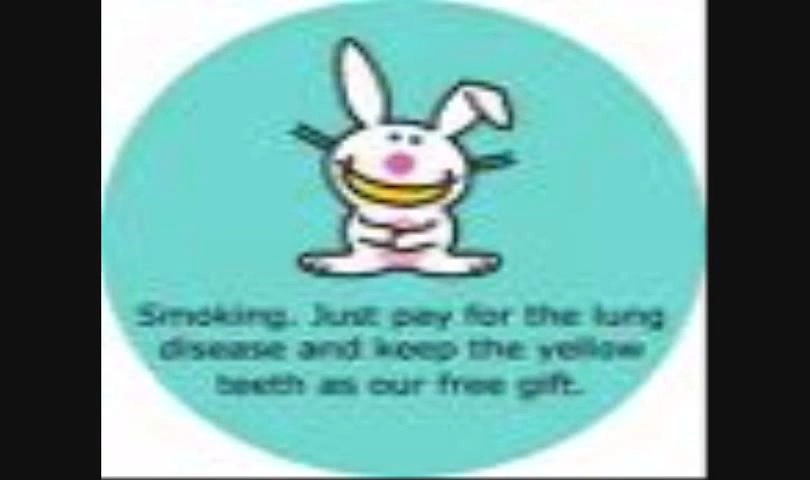 Smoking. Just pay for the lung
disease and keep the yellow
teeth as our free gift.